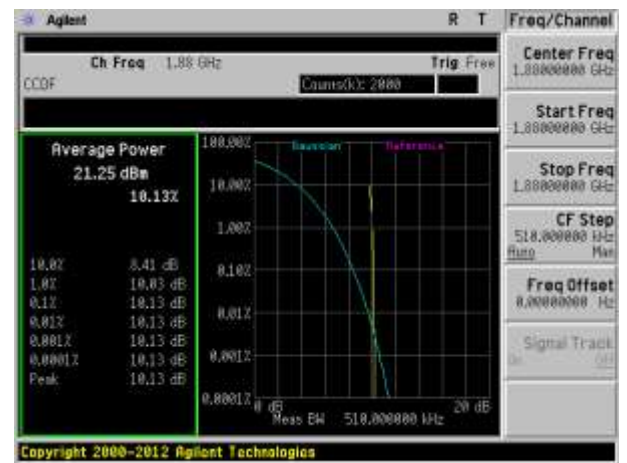 Agilent R T
Freq/Channel
Ch Freq 1.88 GHz Trig Free
CCDF Counts(k): 2000
Average Power
21.25 dBm
10.13%
10.0% 8.41 dB
1.0% 10.03 dB
0.1% 10.13 dB
0.01% 10.13 dB
0.001% 10.13 dB
0.0001% 10.13 dB
Peak 10.13 dB
100.00% Gaussian Reference
10.00%
1.00%
0.10%
0.01%
0.001%
0.0001%
0 dB 20 dB
Meas BW 510.000000 kHz
Center Freq
1.88000000 GHz
Start Freq
1.88000000 GHz
Stop Freq
1.88000000 GHz
CF Step
510.000000 kHz
Auto Man
Freq Offset
0.00000000 Hz
Signal Track
On Off
Copyright 2000-2012 Agilent Technologies